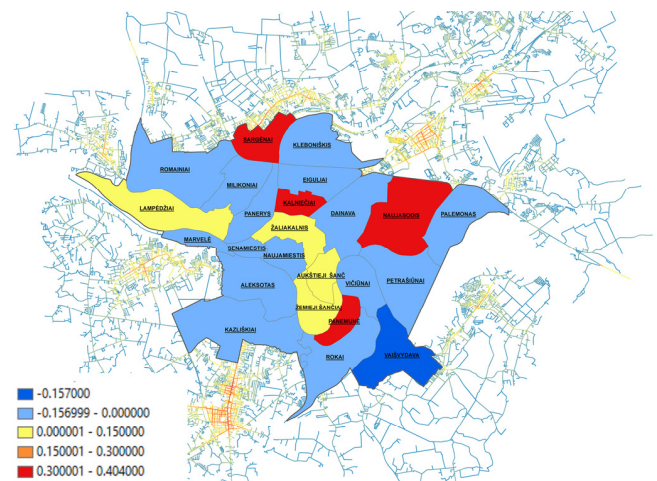 SARGĖNAI
KLEBONIŠKIS
ROMAINIAI
EIGULIAI
MILIKONIAI
KALNIEČIAI
LAMPĖDŽIAI
PANERYS
DAINAVA
NAUJASODIS
PALEMONAS
ŽALIAKALNIS
MARVELĖ
SENAMIESTIS
NAUJAMIESTIS
AUKŠTIEJI ŠANČ
VIČIŪNAI
PETRAŠIŪNAI
ALEKSOTAS
ŽEMIEJI ŠANČIAI
PANEMUNĖ
KAZLIŠKIAI
ROKAI
VAIŠVYDAVA
-0.157000
-0.156999 - 0.000000
0.000001 - 0.150000
0.150001 - 0.300000
0.300001 - 0.404000